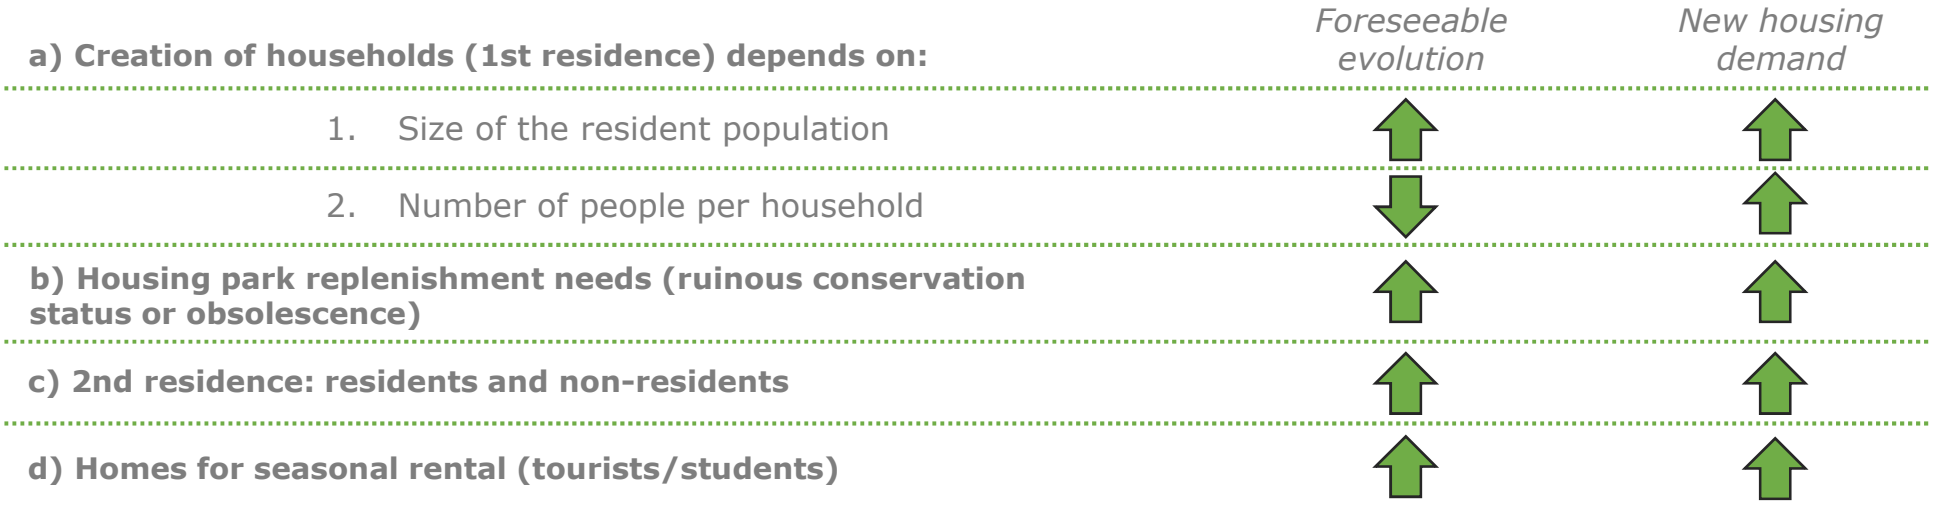 Foreseeable New housing
a) Creation of households (1st residence) depends on: evolution demand
1. Size of the resident population
2. Number of people per household
b) Housing park replenishment needs (ruinous conservation
status or obsolescence)
c) 2nd residence: residents and non-residents
d) Homes for seasonal rental (tourists/students)